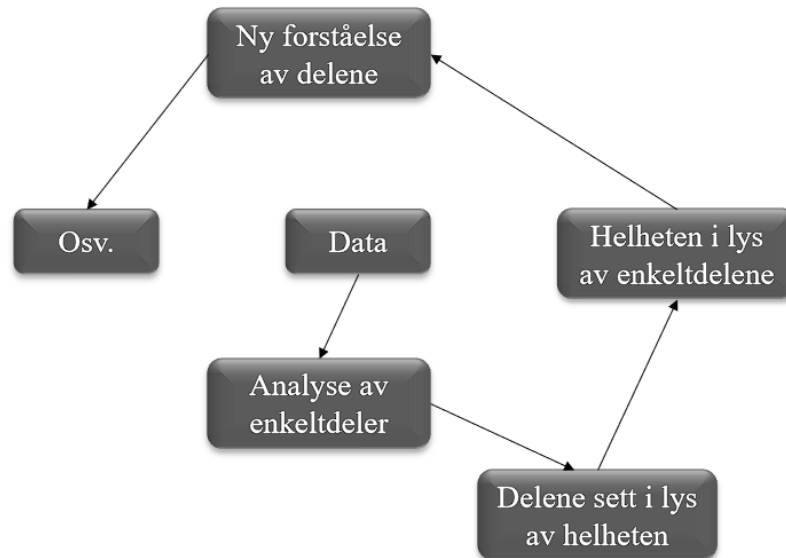 Ny forståelse
av delene
Osv.
Data
Helheten i lys
av enkeltdelene
Analyse av
enkeltdeler
Delene sett i lys
av helheten